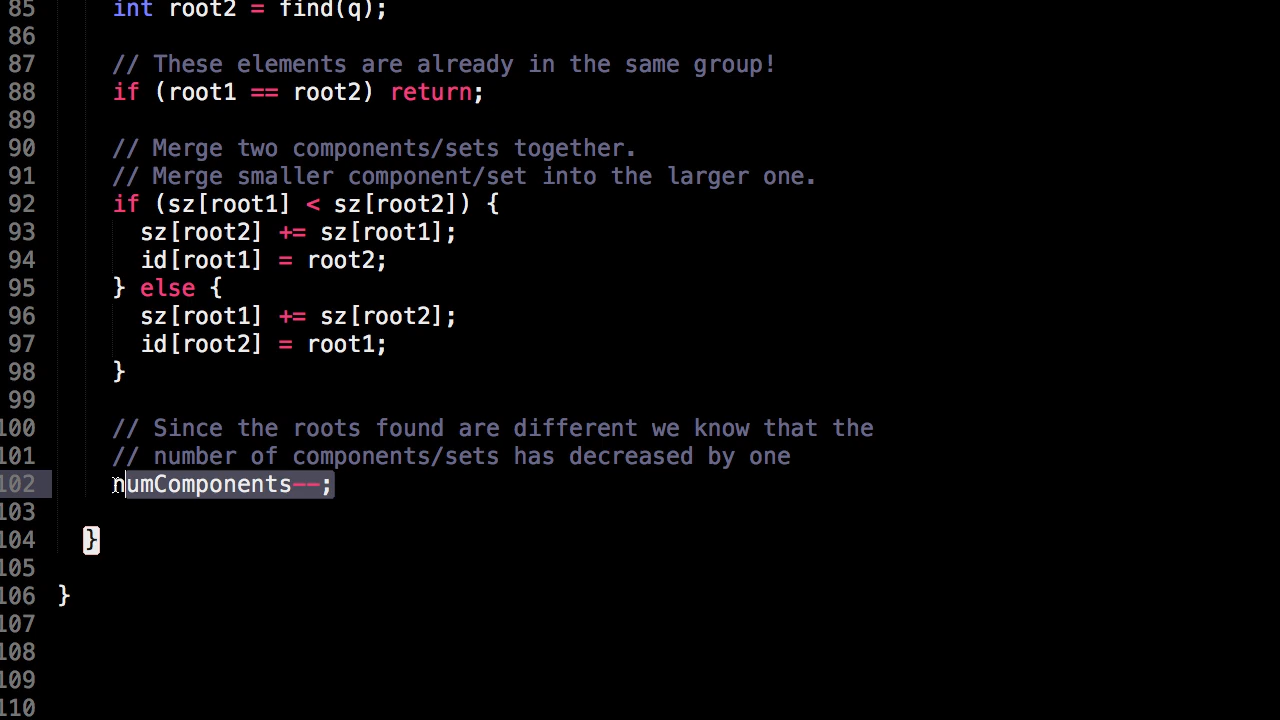 85 int root2 = find(q);
86
87 // These elements are already in the same group!
88 if (root1 == root2) return;
89
90 // Merge two components/sets together.
91 // Merge smaller component/set into the larger one.
92 if (sz[root1] < sz[root2]) {
93 sz[root2] += sz[root1];
94 id[root1] = root2;
95 } else {
96 sz[root1] += sz[root2];
97 id[root2] = root1;
98 }
99
100 // Since the roots found are different we know that the
101 // number of components/sets has decreased by one
102 numComponents--;
103
104 }
105
106 }
107
108
109
110